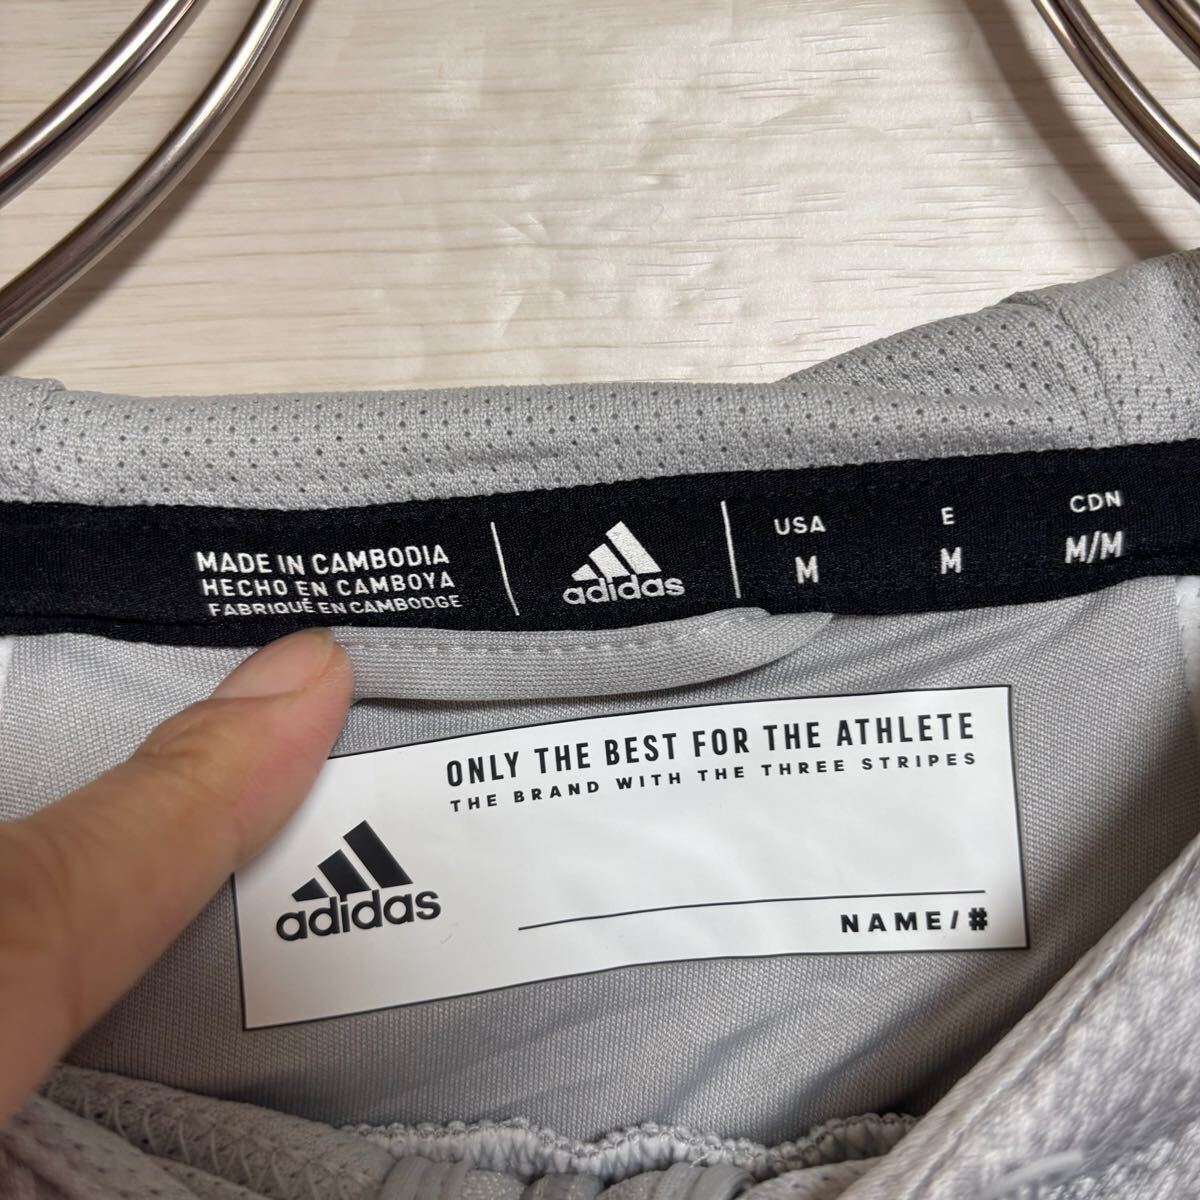 MADE IN CAMBODIA
HECHO EN CAMBOYA
FABRIQUÉ EN CAMBODGE
adidas
USA
M
E
M
CDN
M/M
ONLY THE BEST FOR THE ATHLETE
THE BRAND WITH THE THREE STRIPES
adidas
NAME/#